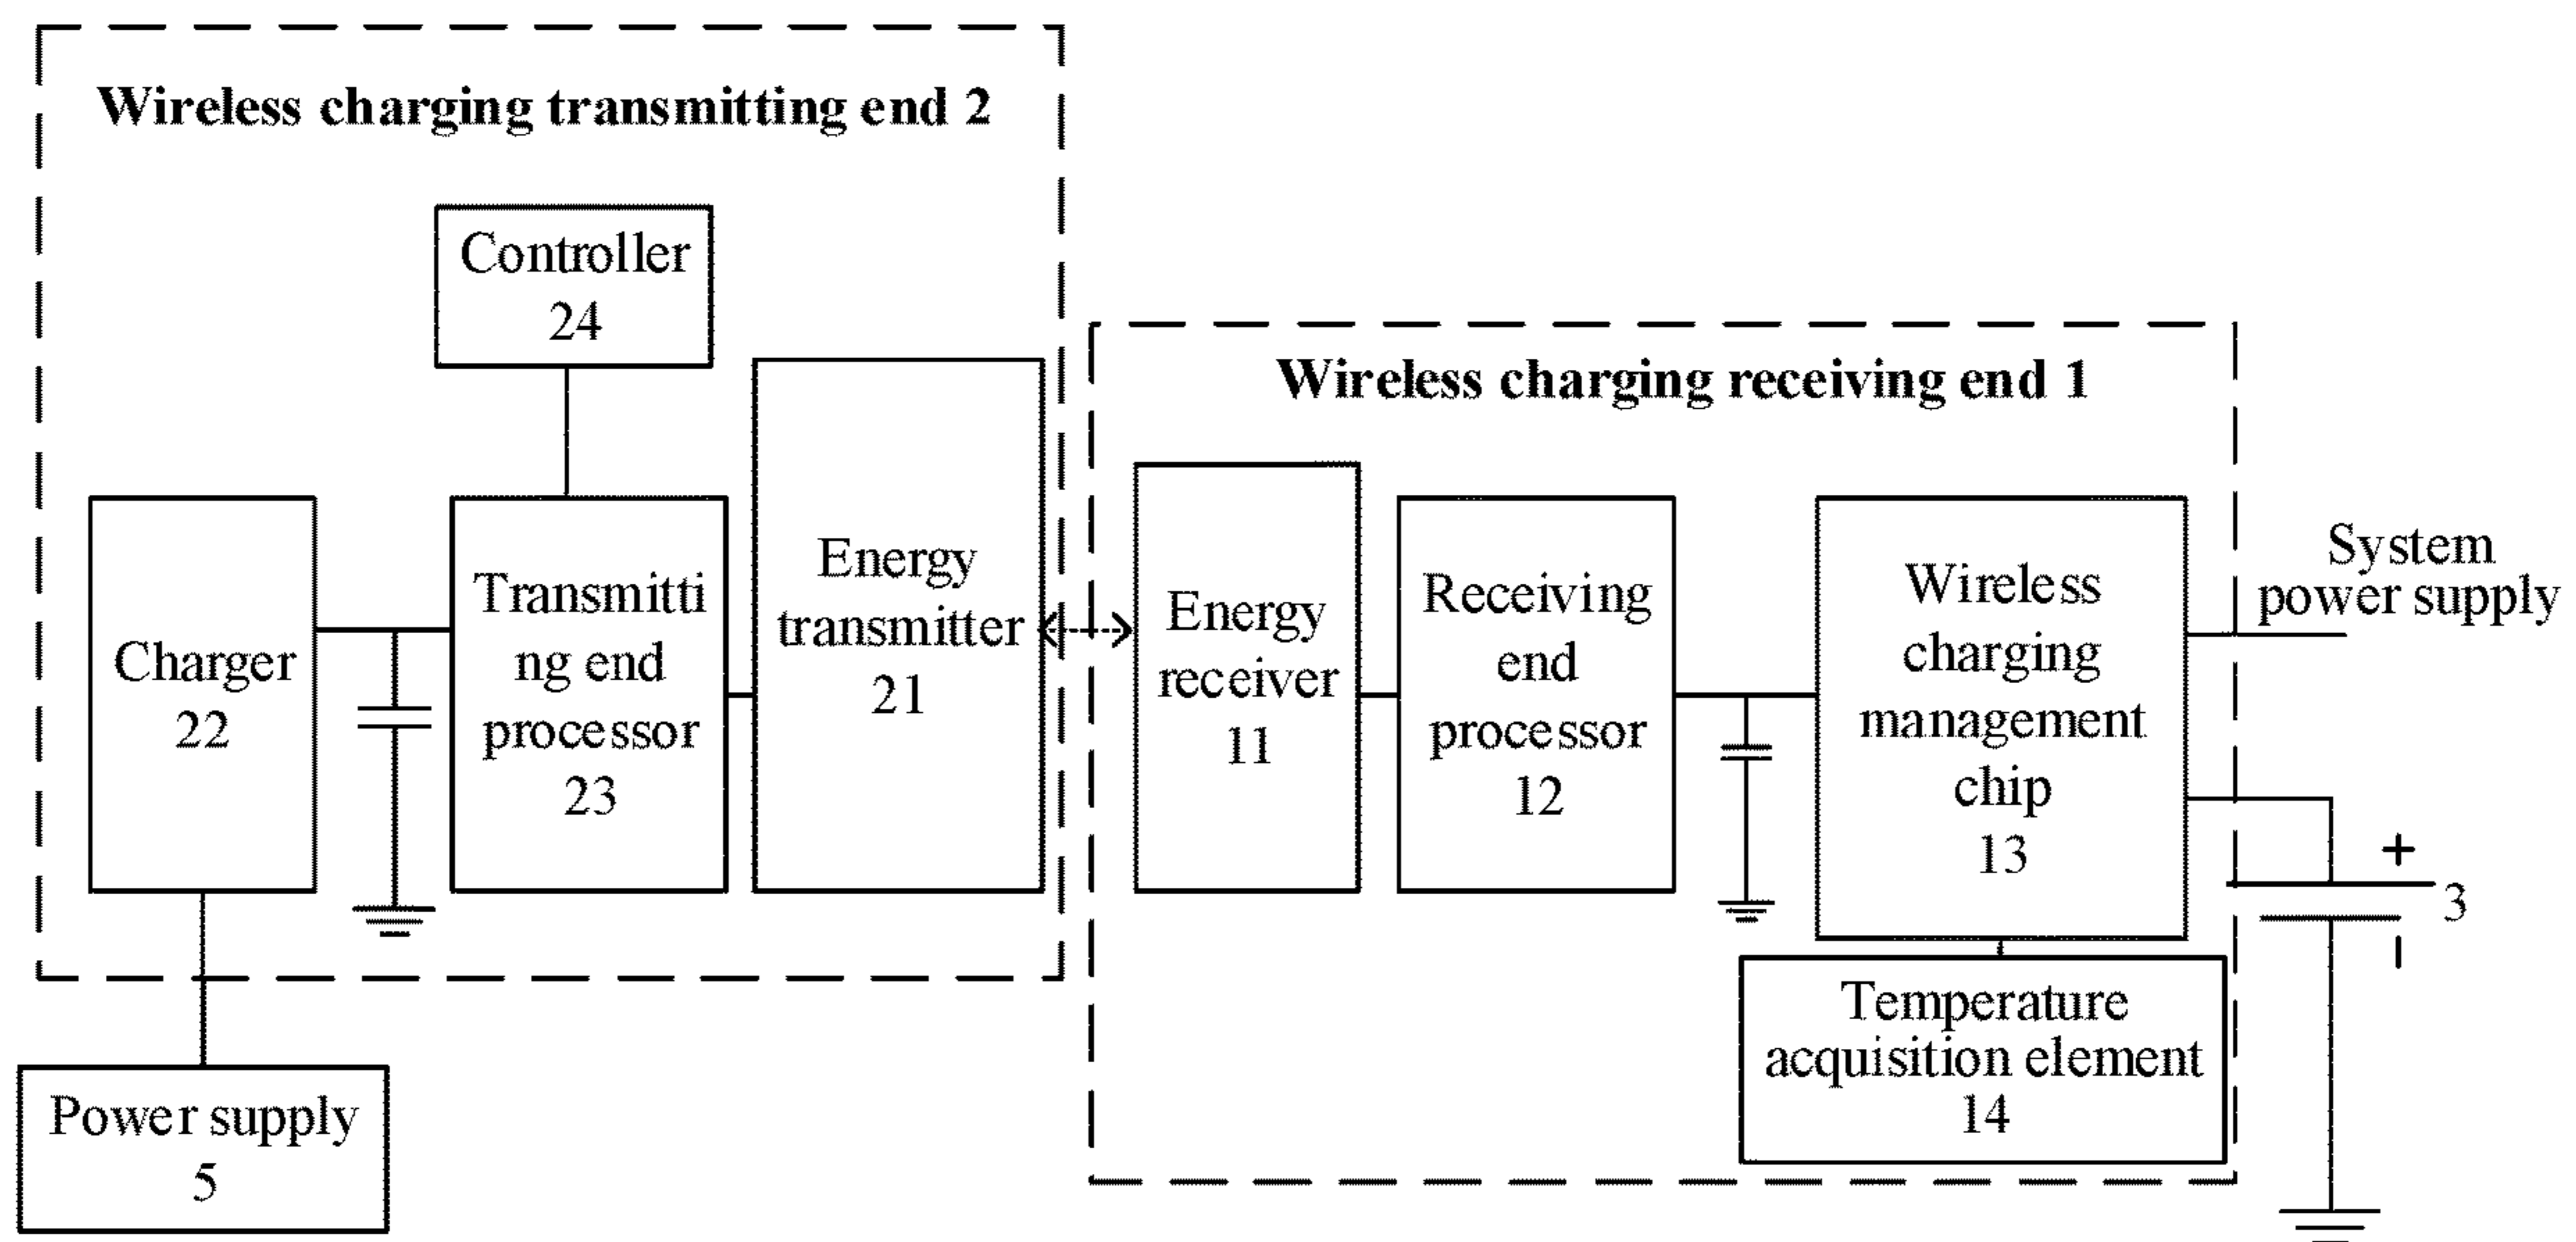 Wireless charging transmitting end 2
Controller
24
Charger
22
Transmitti
ng end
processor
23
Energy
transmitter
21
Power supply
5
Wireless charging receiving end 1
Energy
receiver
11
Receiving
end
processor
12
Wireless
charging
management
chip
13
Temperature
acquisition element
14
System
power supply
+
3
-